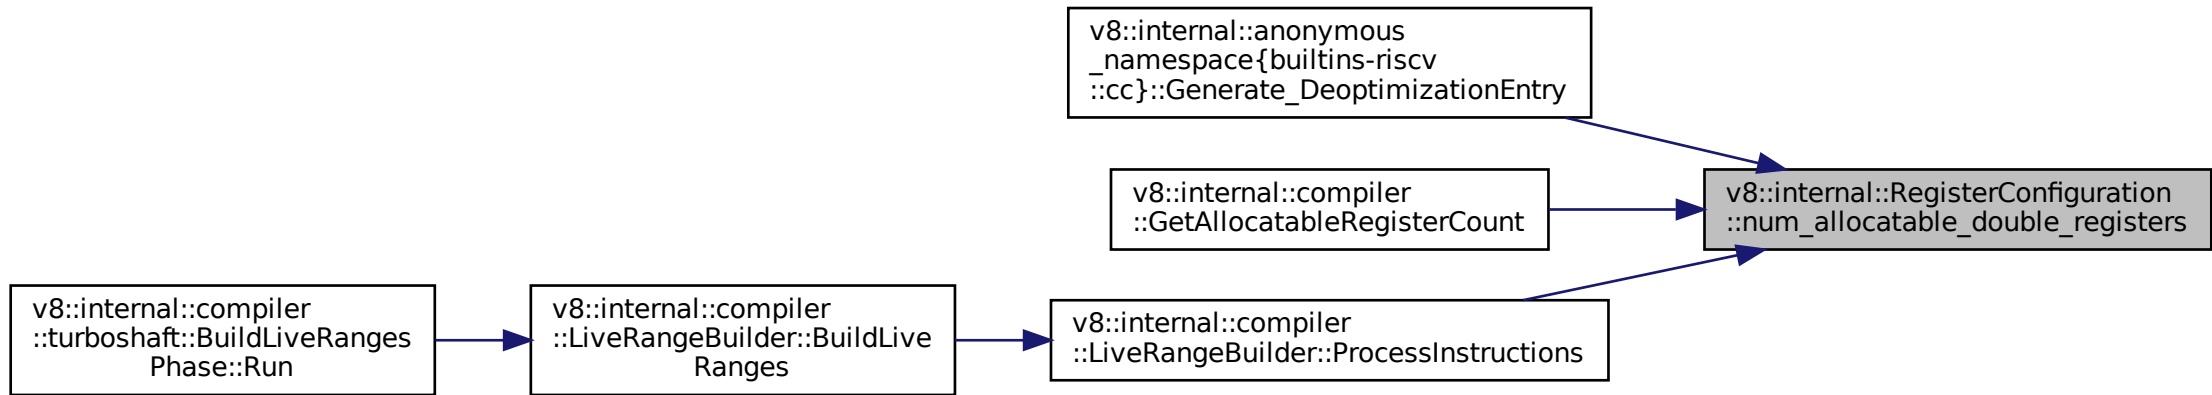 v8::internal::anonymous
_namespace{builtins-riscv
::cc}::Generate_DeoptimizationEntry
v8::internal::compiler
::GetAllocatableRegisterCount
v8::internal::RegisterConfiguration
::num_allocatable_double_registers
v8::internal::compiler
::turboshaft::BuildLiveRanges
Phase::Run
v8::internal::compiler
::LiveRangeBuilder::BuildLive
Ranges
v8::internal::compiler
::LiveRangeBuilder::ProcessInstructions